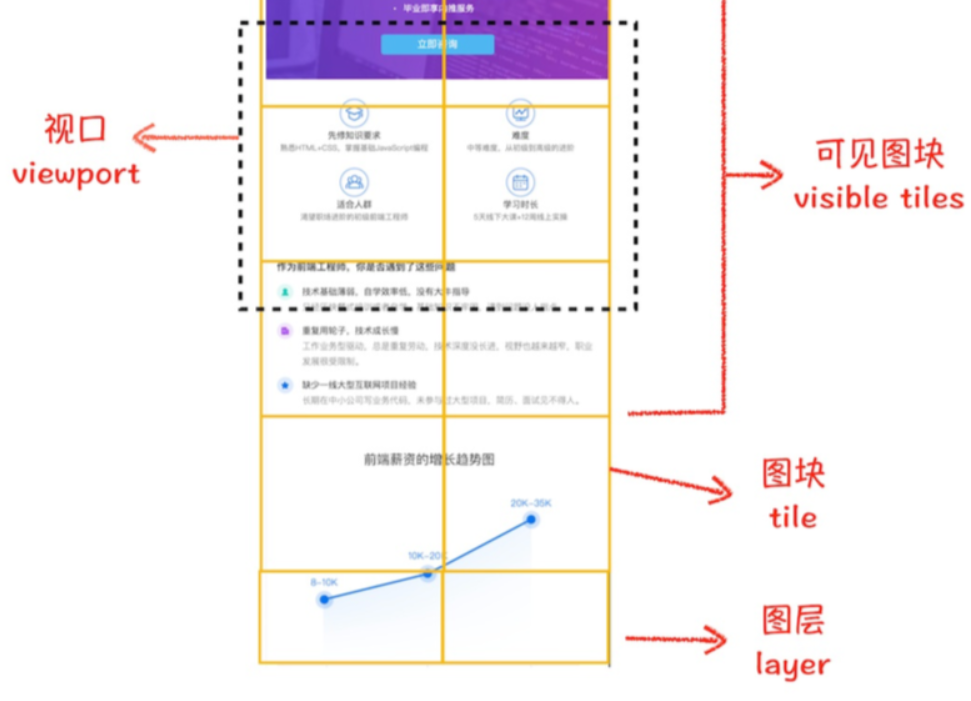 · 毕业即享内推服务
立即咨询
先修知识要求
熟悉HTML+CSS、掌握基础JavaScript编程
难度
中等难度，从初级到高级的进阶
适合人群
渴望职场进阶的初级前端工程师
学习时长
5天线下大课+12周线上实操
视口
viewport
可见图块
visible tiles
作为前端工程师，你是否遇到了这些问题
技术基础薄弱，自学效率低，没有大牛指导
重复用轮子，技术成长慢
工作业务型驱动，总是重复劳动，技术深度没长进，视野也越来越窄，职业
发展很受限制。
缺少一线大型互联网项目经验
长期在中小公司写业务代码，未参与过大型项目，简历、面试见不得人。
前端薪资的增长趋势图
图块
tile
20K-35K
10K-20K
8-10K
图层
layer